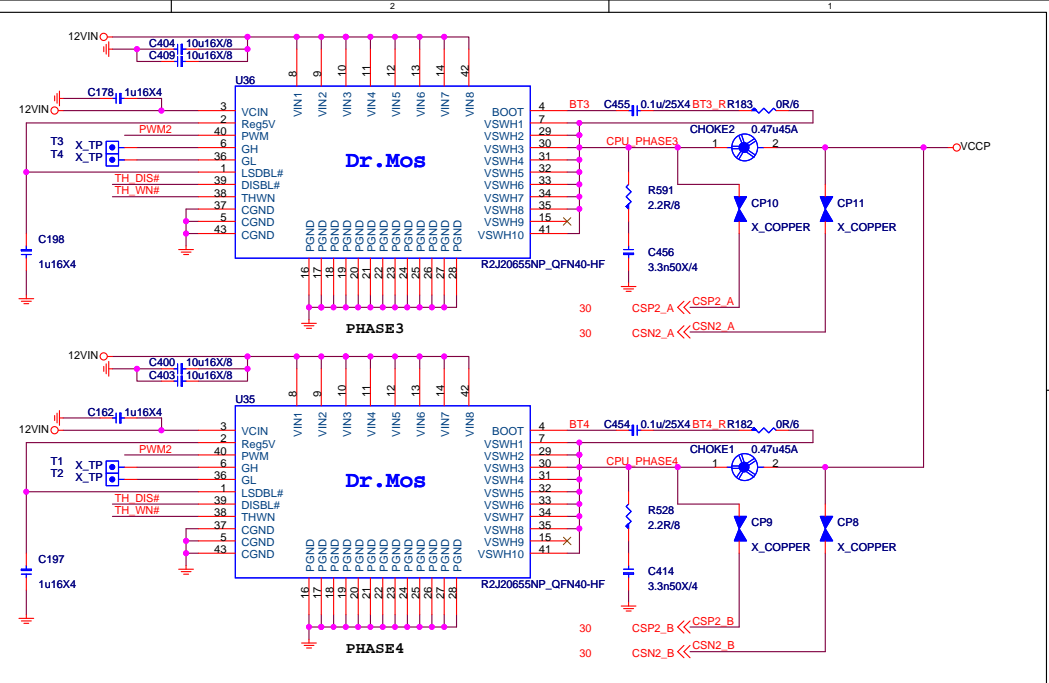 2 1
12VIN
C404 10u16X/8
C409 10u16X/8
8 9 10 11 12 13 14 42
U36
VIN1 VIN2 VIN3 VIN4 VIN5 VIN6 VIN7 VIN8
C178 1u16X4
12VIN
3 VCIN
2 Reg5V
PWM2 40 PWM
T3 X_TP 6 GH
T4 X_TP 36 GL
1 LSDBL#
TH_DIS# 39 DISBL#
TH_WN# 38 THWN
37 CGND
5 CGND
43 CGND
Dr.Mos
BOOT 4 BT3 C455 0.1u/25X4 BT3_R R183 0R/6
VSWH1 7
VSWH2 29
VSWH3 30 CPU_PHASE3
VSWH4 31
VSWH5 32
VSWH6 33
VSWH7 34
VSWH8 35
VSWH9 15
VSWH10 41
CHOKE2 0.47u45A
1 2
VCCP
R591
2.2R/8
CP10
X_COPPER
CP11
X_COPPER
C456
3.3n50X/4
C198
1u16X4
PGND PGND PGND PGND PGND PGND PGND PGND PGND PGND PGND PGND PGND
R2J20655NP_QFN40-HF
16 17 18 19 20 21 22 23 24 25 26 27 28
30 CSP2_A CSP2_A
30 CSN2_A CSN2_A
PHASE3
12VIN
C400 10u16X/8
C403 10u16X/8
8 9 10 11 12 13 14 42
U35
VIN1 VIN2 VIN3 VIN4 VIN5 VIN6 VIN7 VIN8
C162 1u16X4
12VIN
3 VCIN
2 Reg5V
PWM2 40 PWM
T1 X_TP 6 GH
T2 X_TP 36 GL
1 LSDBL#
TH_DIS# 39 DISBL#
TH_WN# 38 THWN
37 CGND
5 CGND
43 CGND
Dr.Mos
BOOT 4 BT4 C454 0.1u/25X4 BT4_R R182 0R/6
VSWH1 7
VSWH2 29
VSWH3 30 CPU_PHASE4
VSWH4 31
VSWH5 32
VSWH6 33
VSWH7 34
VSWH8 35
VSWH9 15
VSWH10 41
CHOKE1 0.47u45A
1 2
R528
2.2R/8
CP9
X_COPPER
CP8
X_COPPER
C414
3.3n50X/4
C197
1u16X4
PGND PGND PGND PGND PGND PGND PGND PGND PGND PGND PGND PGND PGND
R2J20655NP_QFN40-HF
16 17 18 19 20 21 22 23 24 25 26 27 28
30 CSP2_B CSP2_B
30 CSN2_B CSN2_B
PHASE4